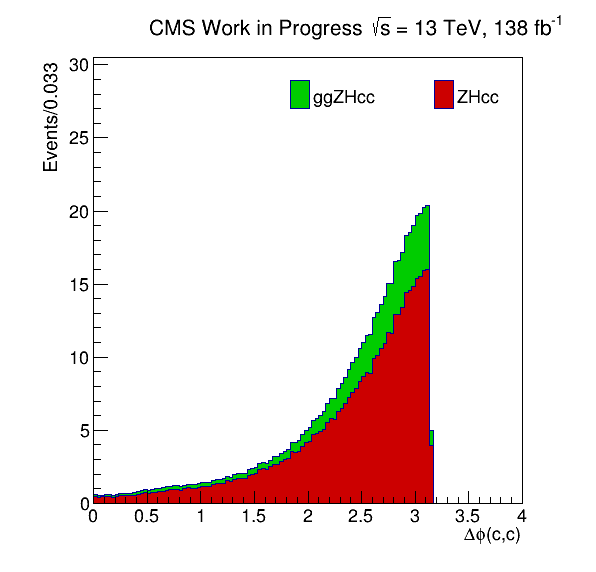 CMS Work in Progress √s = 13 TeV, 138 fb⁻¹
Events/0.033
30
25
20
15
10
5
0
ggZHcc ZHcc
0 0.5 1 1.5 2 2.5 3 3.5 4
Δϕ(c,c)